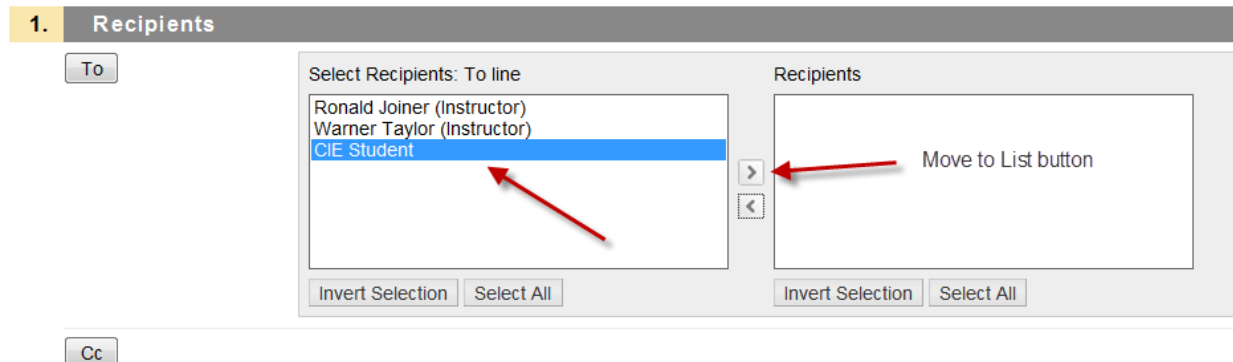 1. Recipients
To
Select Recipients: To line
Recipients
Ronald Joiner (Instructor)
Warner Taylor (Instructor)
CIE Student
>
Move to List button
<
Invert Selection
Select All
Invert Selection
Select All
Cc